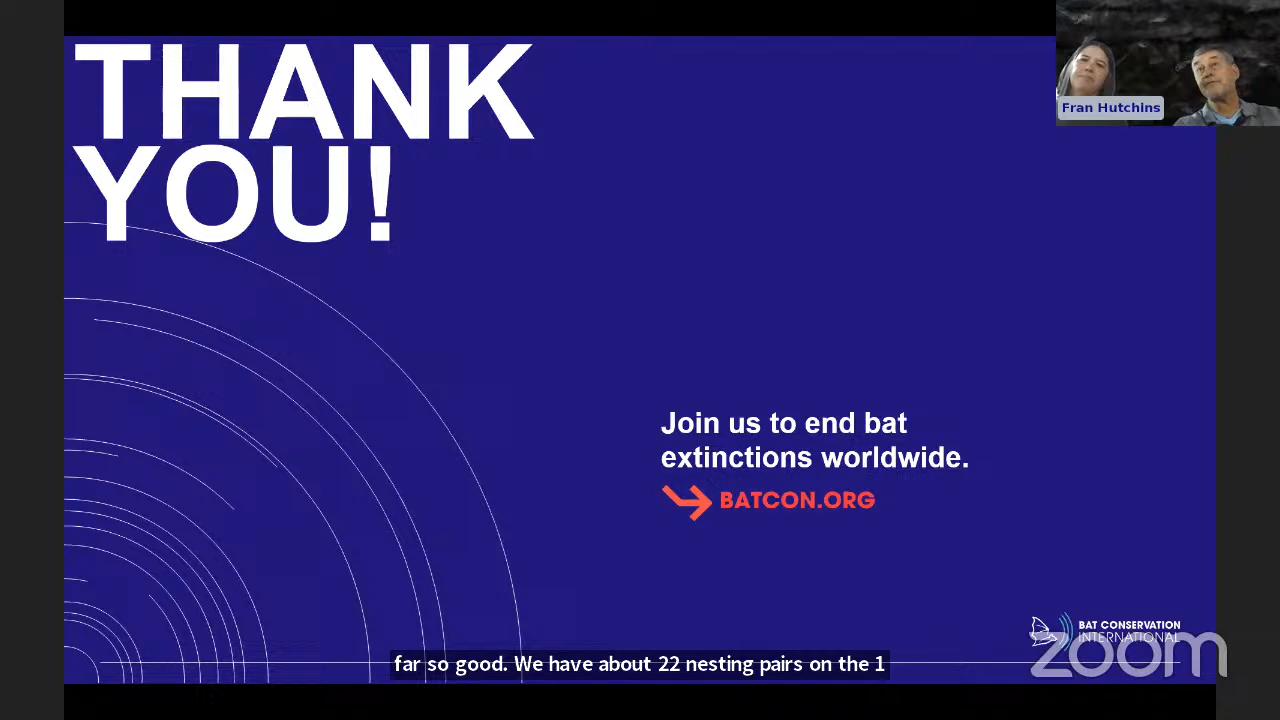 THANK
YOU!
Fran Hutchins
Join us to end bat
extinctions worldwide.
BATCON.ORG
BAT CONSERVATION
INTERNATIONAL
zoom
far so good. We have about 22 nesting pairs on the 1